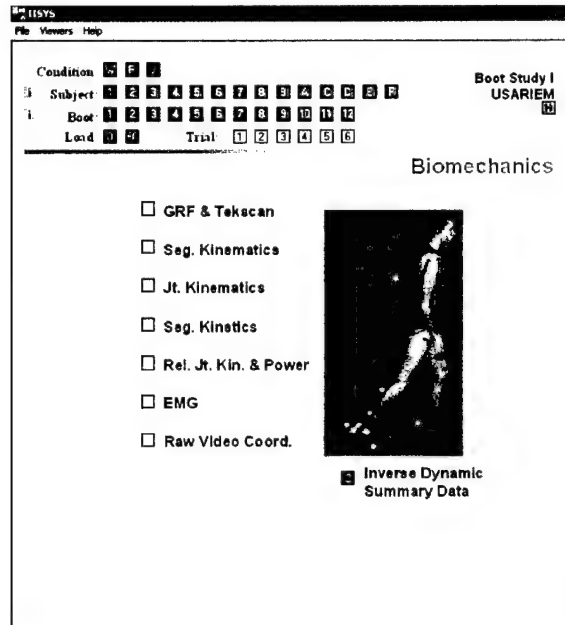 IISYS
File Viewers Help
Condition W F
Subject 1 2 3 4 5 6 7 8 9 A C D E F
Boot 1 2 3 4 5 6 7 8 9 10 11 12
Load
Trial 1 2 3 4 5 6
Boot Study I
USARIEM
Biomechanics
GRF & Tekscan
Seg. Kinematics
Jt. Kinematics
Seg. Kinetics
Rel. Jt. Kin. & Power
EMG
Raw Video Coord.
Inverse Dynamic
Summary Data